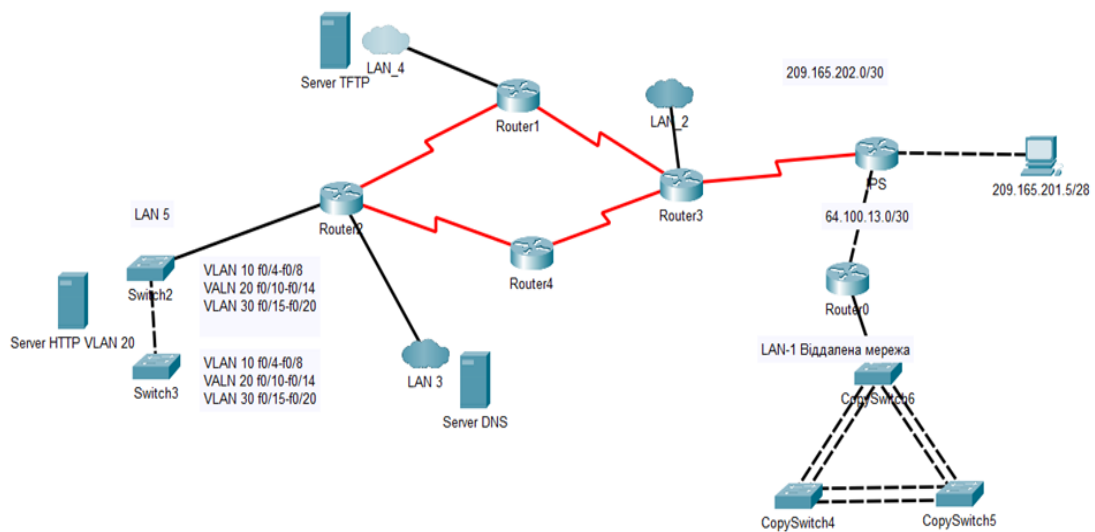 Server TFTP
LAN_4
Router1
LAN_2
209.165.202.0/30
Router3
IPS
209.165.201.5/28
64.100.13.0/30
Router0
LAN-1 Віддалена мережа
CopySwitch6
CopySwitch4
CopySwitch5
Router2
Router4
LAN 5
Switch2
VLAN 10 f0/4-f0/8
VALN 20 f0/10-f0/14
VLAN 30 f0/15-f0/20
Server HTTP VLAN 20
Switch3
VLAN 10 f0/4-f0/8
VALN 20 f0/10-f0/14
VLAN 30 f0/15-f0/20
LAN 3
Server DNS